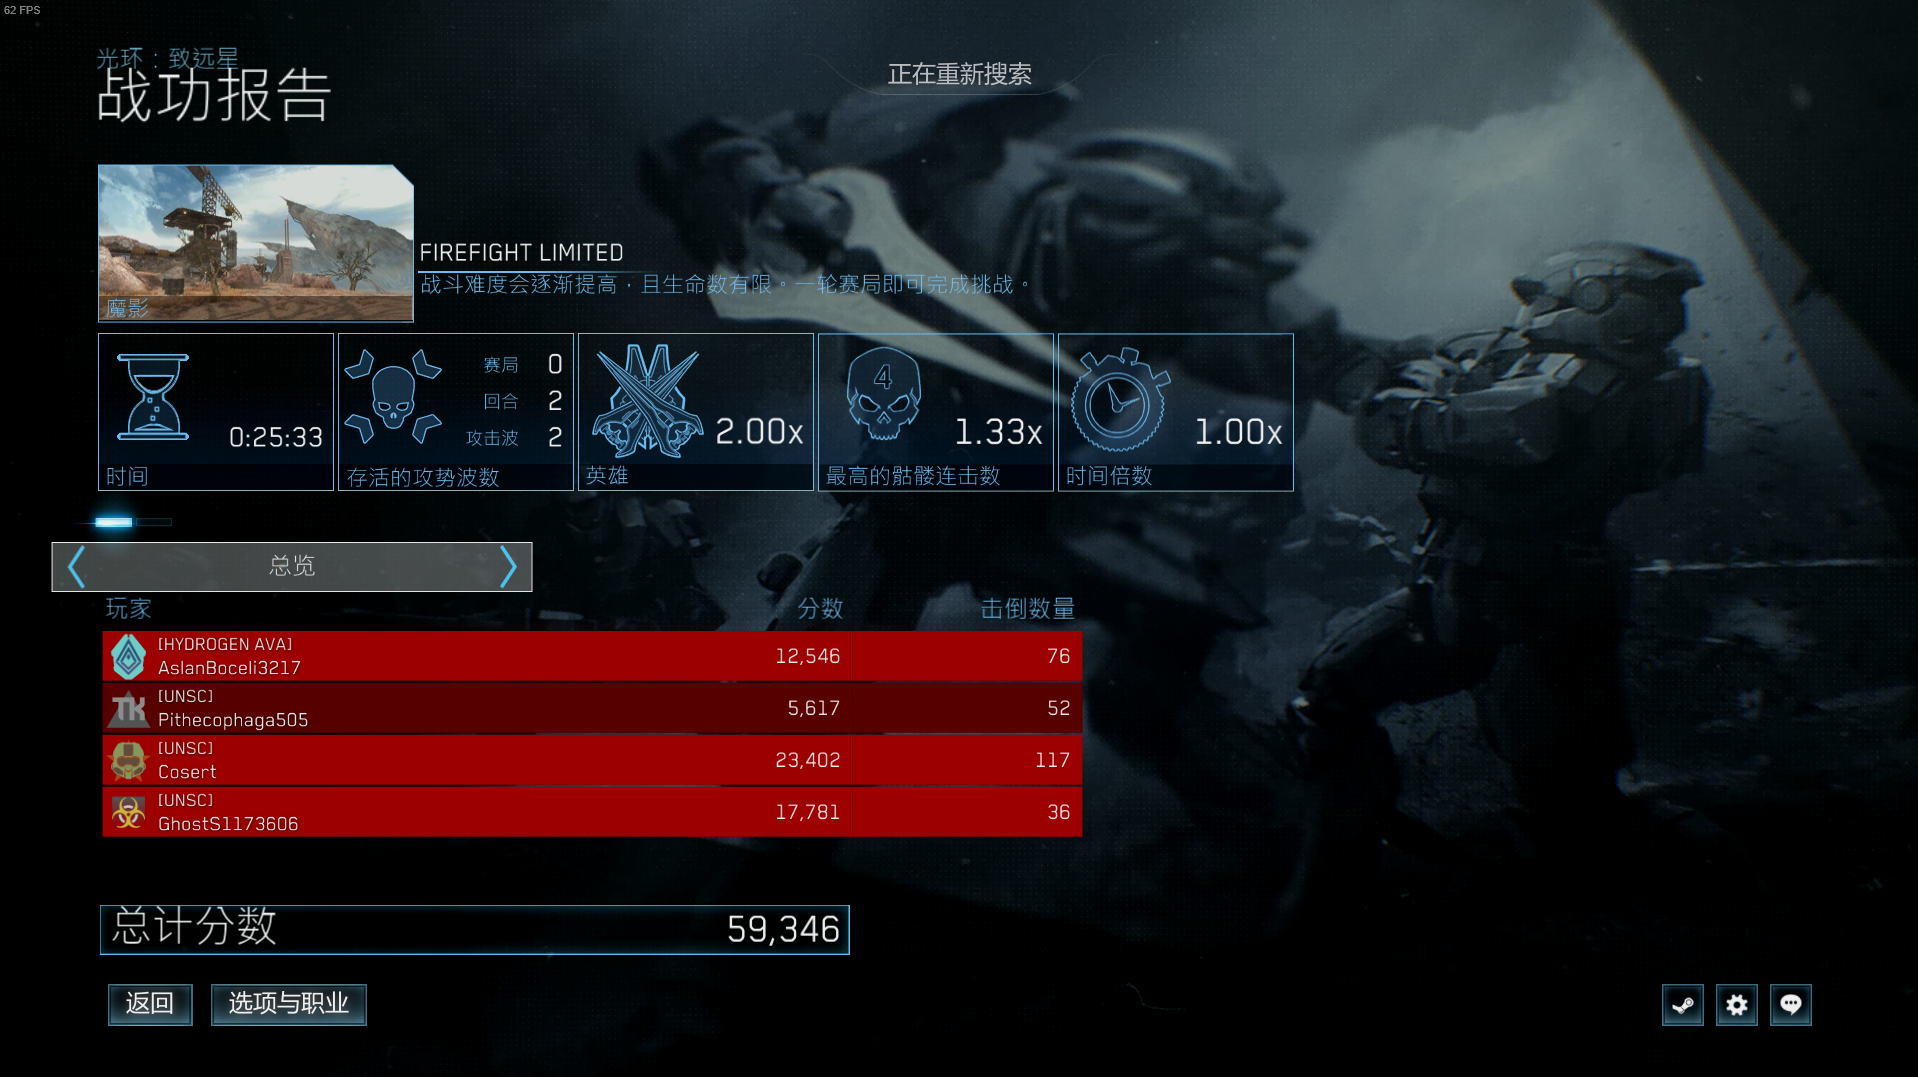 62 FPS
光环：致远星
战功报告
正在重新搜索
魔影
FIREFIGHT LIMITED
战斗难度会逐渐提高，且生命数有限。一轮赛局即可完成挑战。
0:25:33
时间
赛局 0
回合 2
攻击波 2
存活的攻势波数
2.00x
英雄
4
1.33x
最高的骷髅连击数
1.00x
时间倍数
总览
玩家 分数 击倒数量
[HYDROGEN AVA]
AslanBoceli3217 12,546 76
TK
[UNSC]
Pithecophaga505 5,617 52
[UNSC]
Cosert 23,402 117
[UNSC]
GhostS1173606 17,781 36
总计分数 59,346
返回 选项与职业